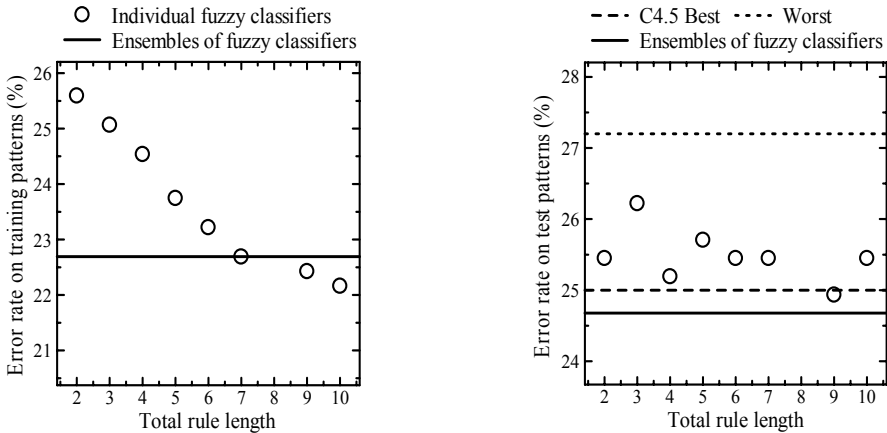 Individual fuzzy classifiers
Ensembles of fuzzy classifiers
Error rate on training patterns (%)
26
25
24
23
22
21
2 3 4 5 6 7 8 9 10
Total rule length
C4.5 Best Worst
Ensembles of fuzzy classifiers
Error rate on test patterns (%)
28
27
26
25
24
2 3 4 5 6 7 8 9 10
Total rule length